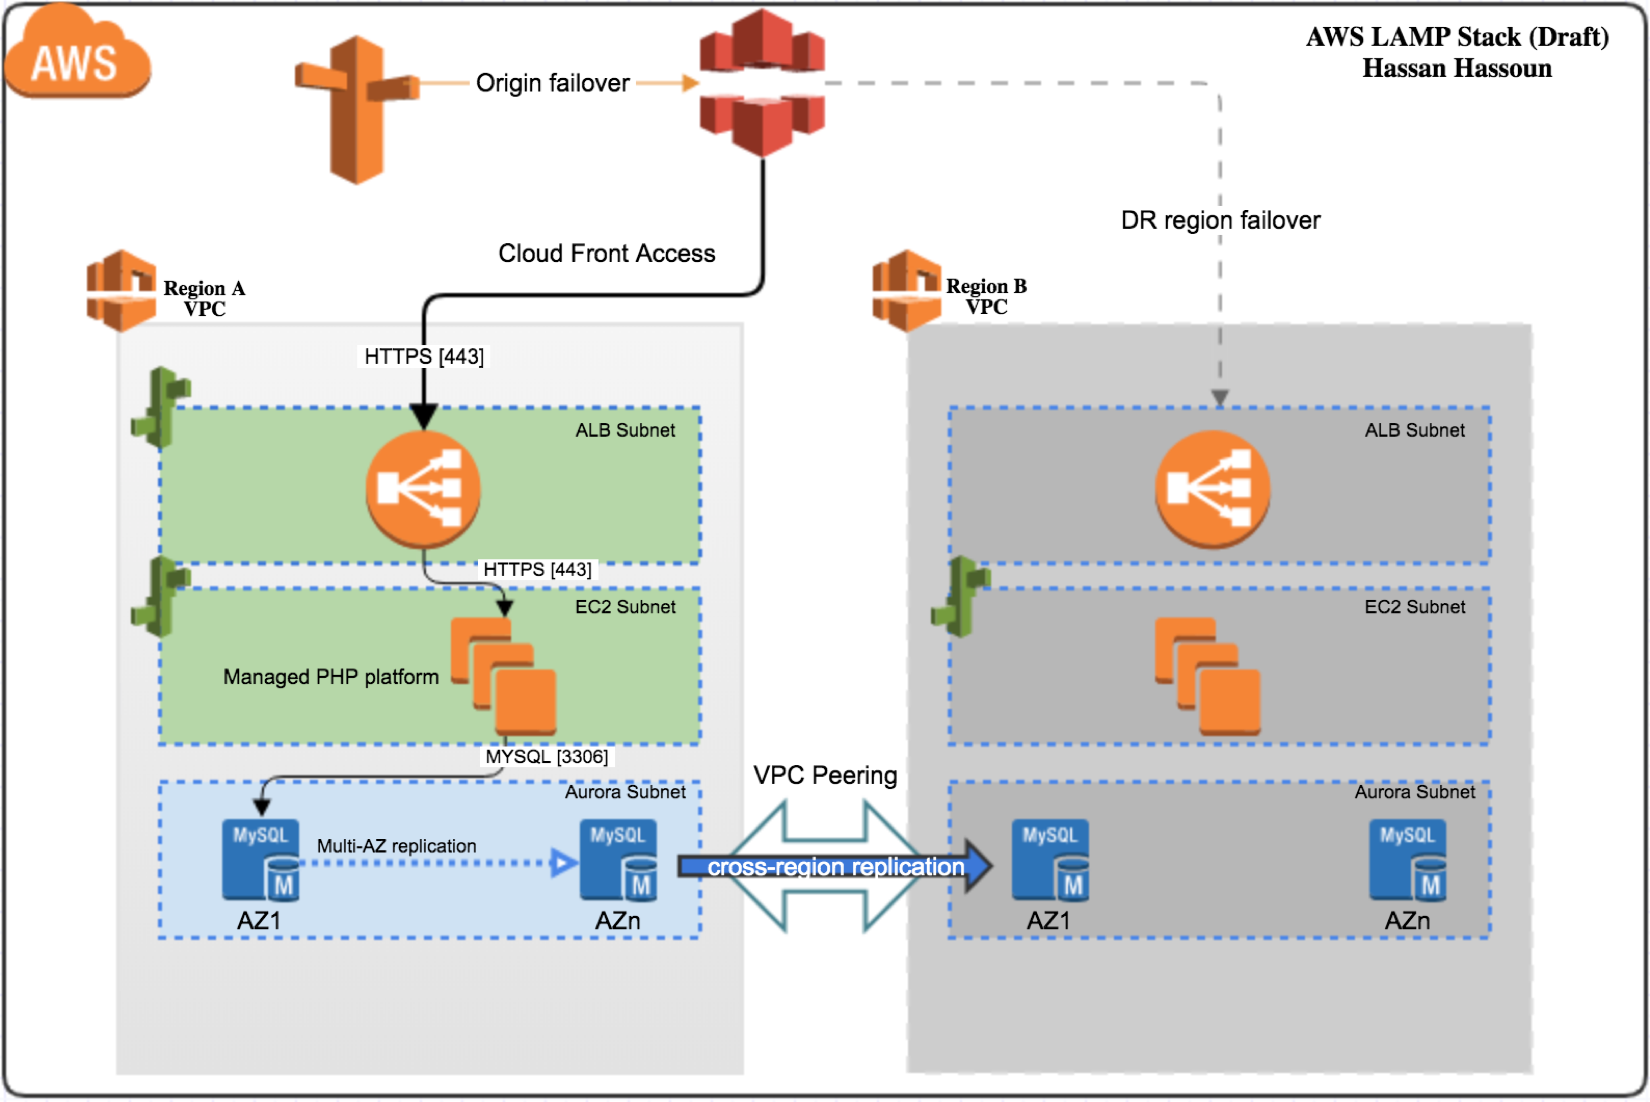 AWS
AWS LAMP Stack (Draft)
Hassan Hassoun
Origin failover
DR region failover
Cloud Front Access
Region A
VPC
Region B
VPC
HTTPS [443]
ALB Subnet
ALB Subnet
HTTPS [443]
EC2 Subnet
EC2 Subnet
Managed PHP platform
MYSQL [3306]
VPC Peering
Aurora Subnet
Aurora Subnet
MySQL
M
Multi-AZ replication
MySQL
M
cross-region replication
MySQL
M
MySQL
M
AZ1
AZn
AZ1
AZn